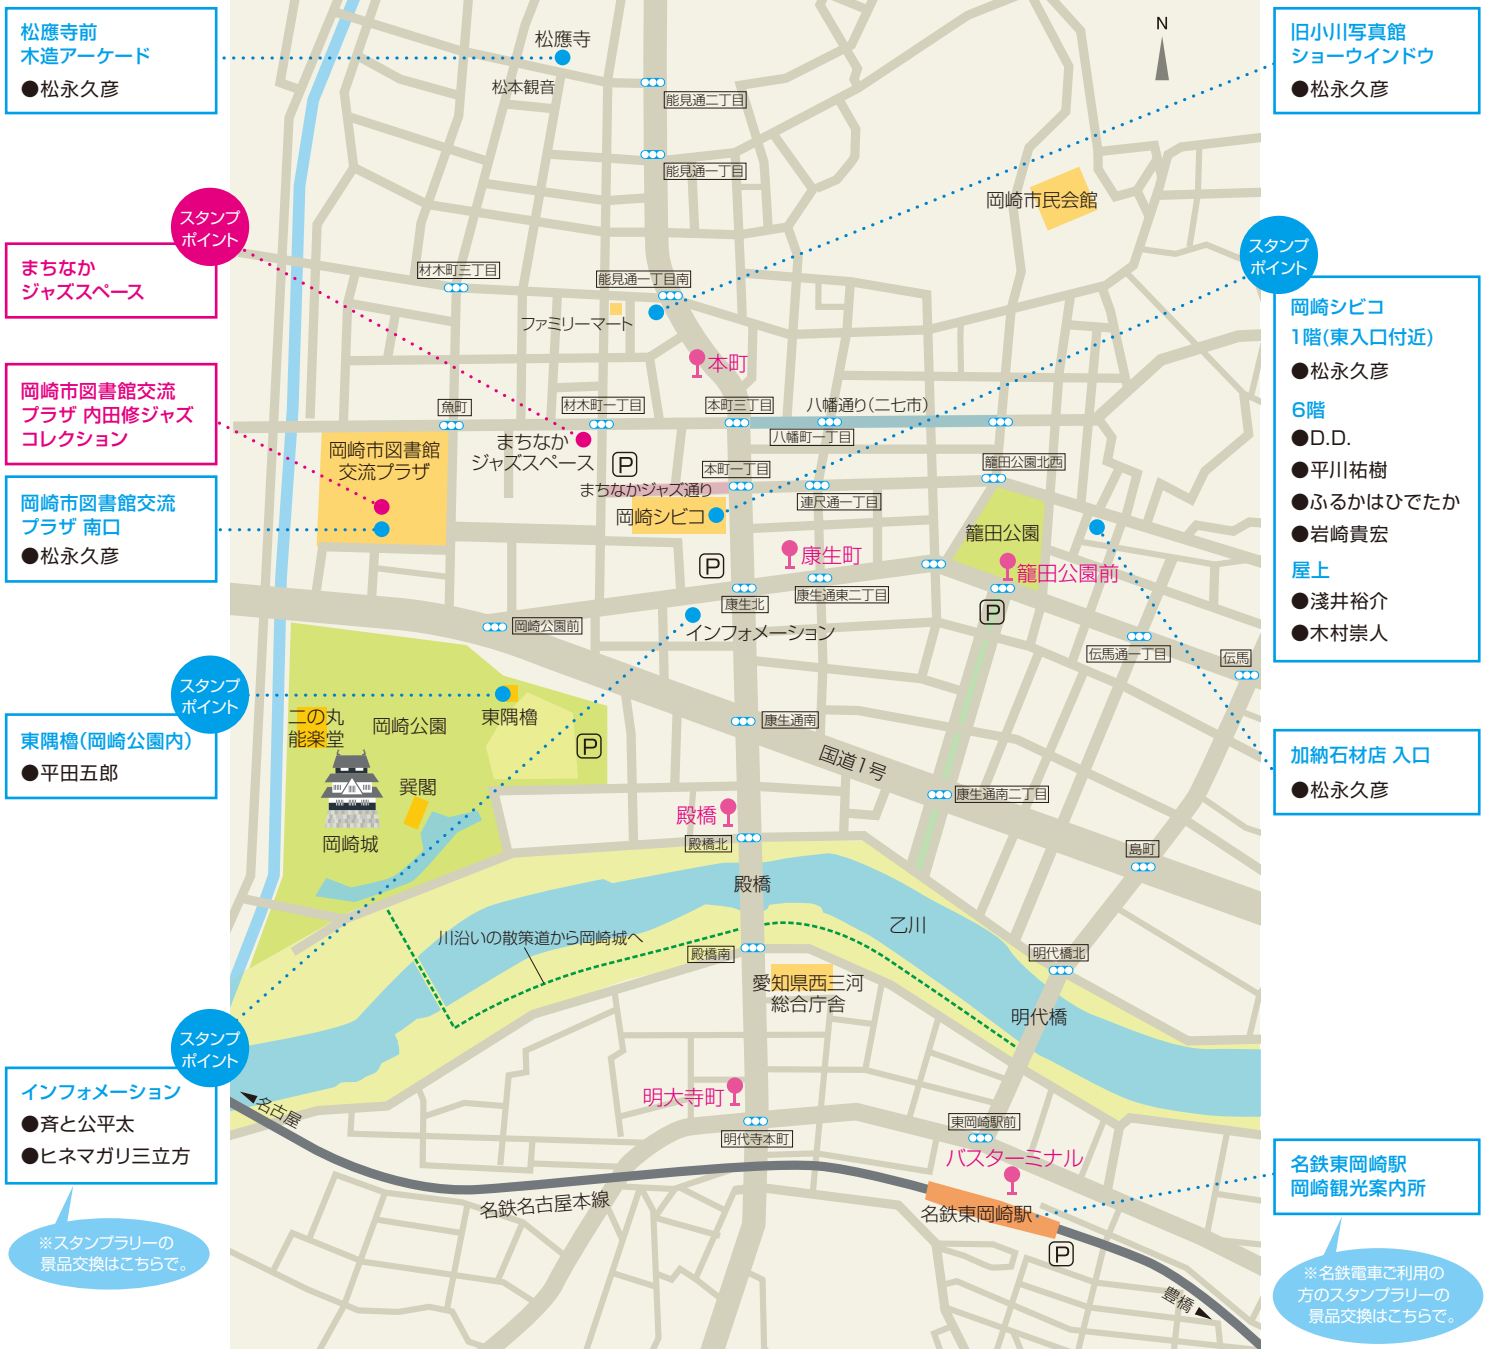 松應寺前
木造アーケード
●松永久彦
スタンプ
ポイント
まちなか
ジャズスペース
岡崎市図書館交流
プラザ 内田修ジャズ
コレクション
岡崎市図書館交流
プラザ 南口
●松永久彦
スタンプ
ポイント
東隅櫓(岡崎公園内)
●平田五郎
スタンプ
ポイント
インフォメーション
●斉と公平太
●ヒネマガリ三立方
※スタンプラリーの
景品交換はこちらで。
松應寺
松本観音
能見通二丁目
能見通一丁目
N
岡崎市民会館
材木町三丁目
能見通一丁目南
ファミリーマート
本町
魚町
材木町一丁目
本町三丁目
八幡通り(二七市)
八幡町一丁目
岡崎市図書館
交流プラザ
まちなか
ジャズスペース
P
本町一丁目
籠田公園北西
まちなかジャズ通り
連尺通一丁目
岡崎シビコ
籠田公園
康生町
P
籠田公園前
康生北
康生通東二丁目
P
岡崎公園前
インフォメーション
伝馬通一丁目
伝馬
二の丸
能楽堂
岡崎公園
東隅櫓
康生通南
P
国道1号
巽閣
康生通南二丁目
殿橋
岡崎城
殿橋北
島町
殿橋
乙川
川沿いの散策道から岡崎城へ
殿橋南
明代橋北
愛知県西三河
総合庁舎
明代橋
明大寺町
名古屋
明代寺本町
東岡崎駅前
バスターミナル
名鉄名古屋本線
名鉄東岡崎駅
P
豊橋
旧小川写真館
ショーウインドウ
●松永久彦
スタンプ
ポイント
岡崎シビコ
1階(東入口付近)
●松永久彦
6階
●D.D.
●平川祐樹
●ふるかはひでたか
●岩崎貴宏
屋上
●淺井裕介
●木村崇人
加納石材店 入口
●松永久彦
名鉄東岡崎駅
岡崎観光案内所
※名鉄電車ご利用の
方のスタンプラリーの
景品交換はこちらで。